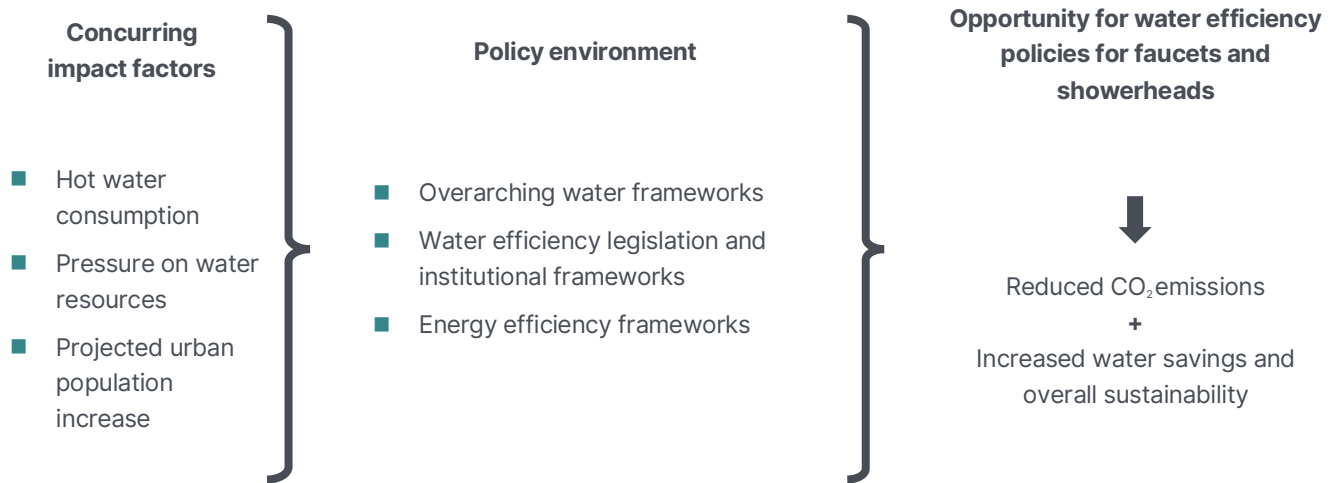 Concurring
impact factors
Hot water
consumption
Pressure on water
resources
Projected urban
population
increase
Policy environment
Overarching water frameworks
Water efficiency legislation and
institutional frameworks
Energy efficiency frameworks
Opportunity for water efficiency
policies for faucets and
showerheads
Reduced CO₂ emissions
+
Increased water savings and
overall sustainability